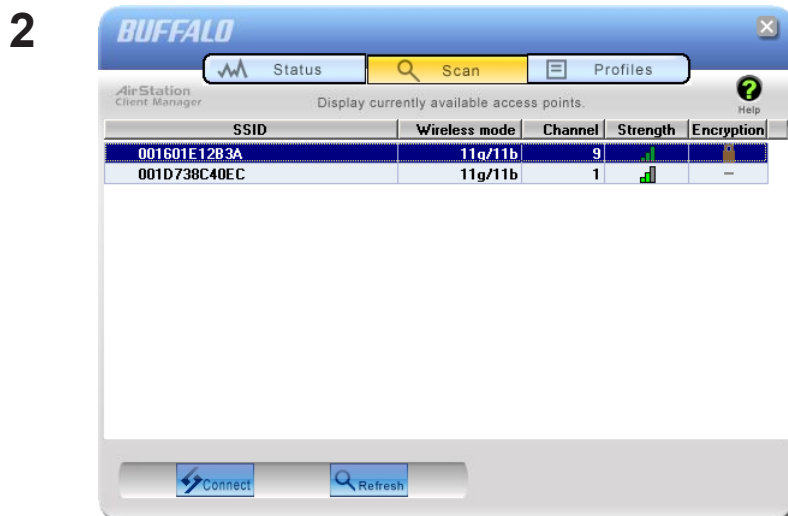 2
BUFFALO
Status Scan Profiles
AirStation
Client Manager
Display currently available access points.
?
Help
SSID Wireless mode Channel Strength Encryption
001601E12B3A 11g/11b 9
001D738C40EC 11g/11b 1 –
Connect Refresh